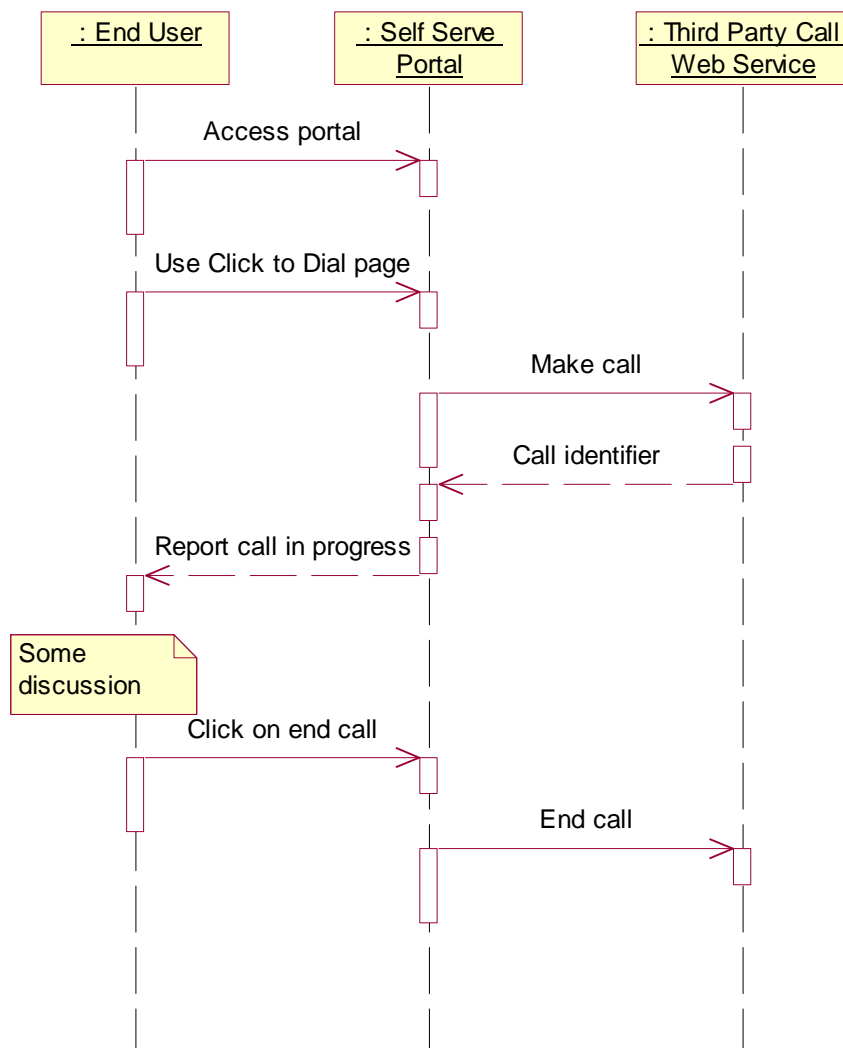 : End User
: Self Serve
Portal
: Third Party Call
Web Service
Access portal
Use Click to Dial page
Make call
Call identifier
Report call in progress
Some
discussion
Click on end call
End call